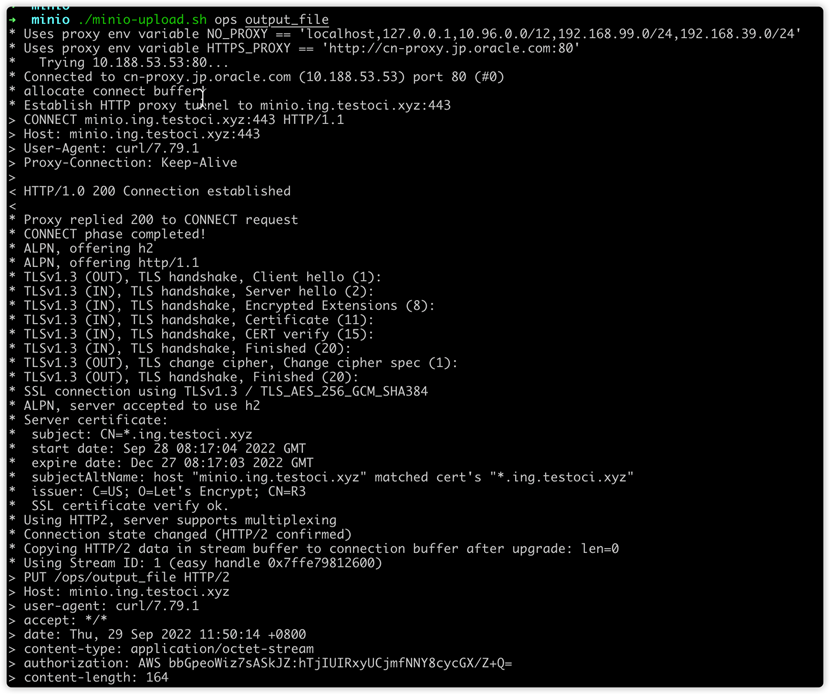 ➜  minio ./minio-upload.sh ops output_file
* Uses proxy env variable NO_PROXY == 'localhost,127.0.0.1,10.96.0.0/12,192.168.99.0/24,192.168.39.0/24'
* Uses proxy env variable HTTPS_PROXY == 'http://cn-proxy.jp.oracle.com:80'
*   Trying 10.188.53.53:80...
* Connected to cn-proxy.jp.oracle.com (10.188.53.53) port 80 (#0)
* allocate connect buffer
* Establish HTTP proxy tunnel to minio.ing.testoci.xyz:443
> CONNECT minio.ing.testoci.xyz:443 HTTP/1.1
> Host: minio.ing.testoci.xyz:443
> User-Agent: curl/7.79.1
> Proxy-Connection: Keep-Alive
>
< HTTP/1.0 200 Connection established
<
* Proxy replied 200 to CONNECT request
* CONNECT phase completed!
* ALPN, offering h2
* ALPN, offering http/1.1
* TLSv1.3 (OUT), TLS handshake, Client hello (1):
* TLSv1.3 (IN), TLS handshake, Server hello (2):
* TLSv1.3 (IN), TLS handshake, Encrypted Extensions (8):
* TLSv1.3 (IN), TLS handshake, Certificate (11):
* TLSv1.3 (IN), TLS handshake, CERT verify (15):
* TLSv1.3 (IN), TLS handshake, Finished (20):
* TLSv1.3 (OUT), TLS change cipher, Change cipher spec (1):
* TLSv1.3 (OUT), TLS handshake, Finished (20):
* SSL connection using TLSv1.3 / TLS_AES_256_GCM_SHA384
* ALPN, server accepted to use h2
* Server certificate:
*  subject: CN=*.ing.testoci.xyz
*  start date: Sep 28 08:17:04 2022 GMT
*  expire date: Dec 27 08:17:03 2022 GMT
*  subjectAltName: host "minio.ing.testoci.xyz" matched cert's "*.ing.testoci.xyz"
*  issuer: C=US; O=Let's Encrypt; CN=R3
*  SSL certificate verify ok.
* Using HTTP2, server supports multiplexing
* Connection state changed (HTTP/2 confirmed)
* Copying HTTP/2 data in stream buffer to connection buffer after upgrade: len=0
* Using Stream ID: 1 (easy handle 0x7ffe79812600)
> PUT /ops/output_file HTTP/2
> Host: minio.ing.testoci.xyz
> user-agent: curl/7.79.1
> accept: */*
> date: Thu, 29 Sep 2022 11:50:14 +0800
> content-type: application/octet-stream
> authorization: AWS bbGpeoWiz7sASkJZ:hTjIUIRxyUCjmfNNY8cycGX/Z+Q=
> content-length: 164